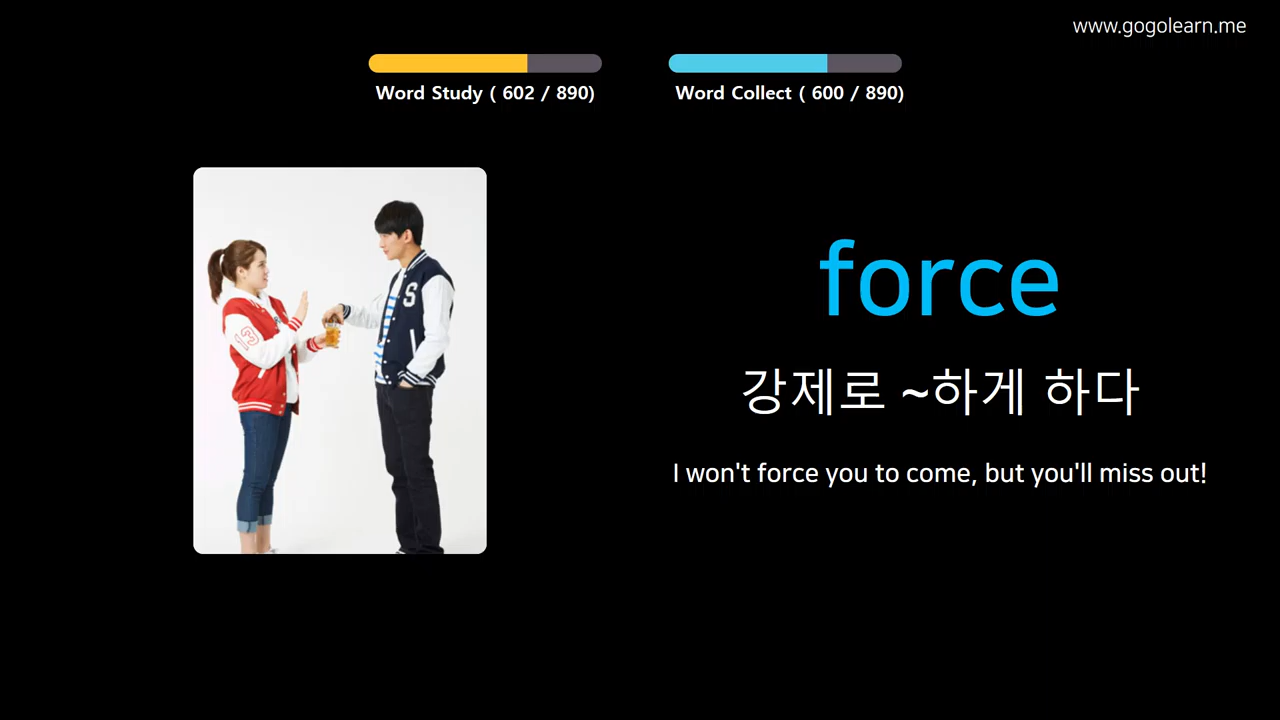 www.gogolearn.me
Word Study ( 602 / 890)
Word Collect ( 600 / 890)
force
강제로 ~하게 하다
I won't force you to come, but you'll miss out!
S
13